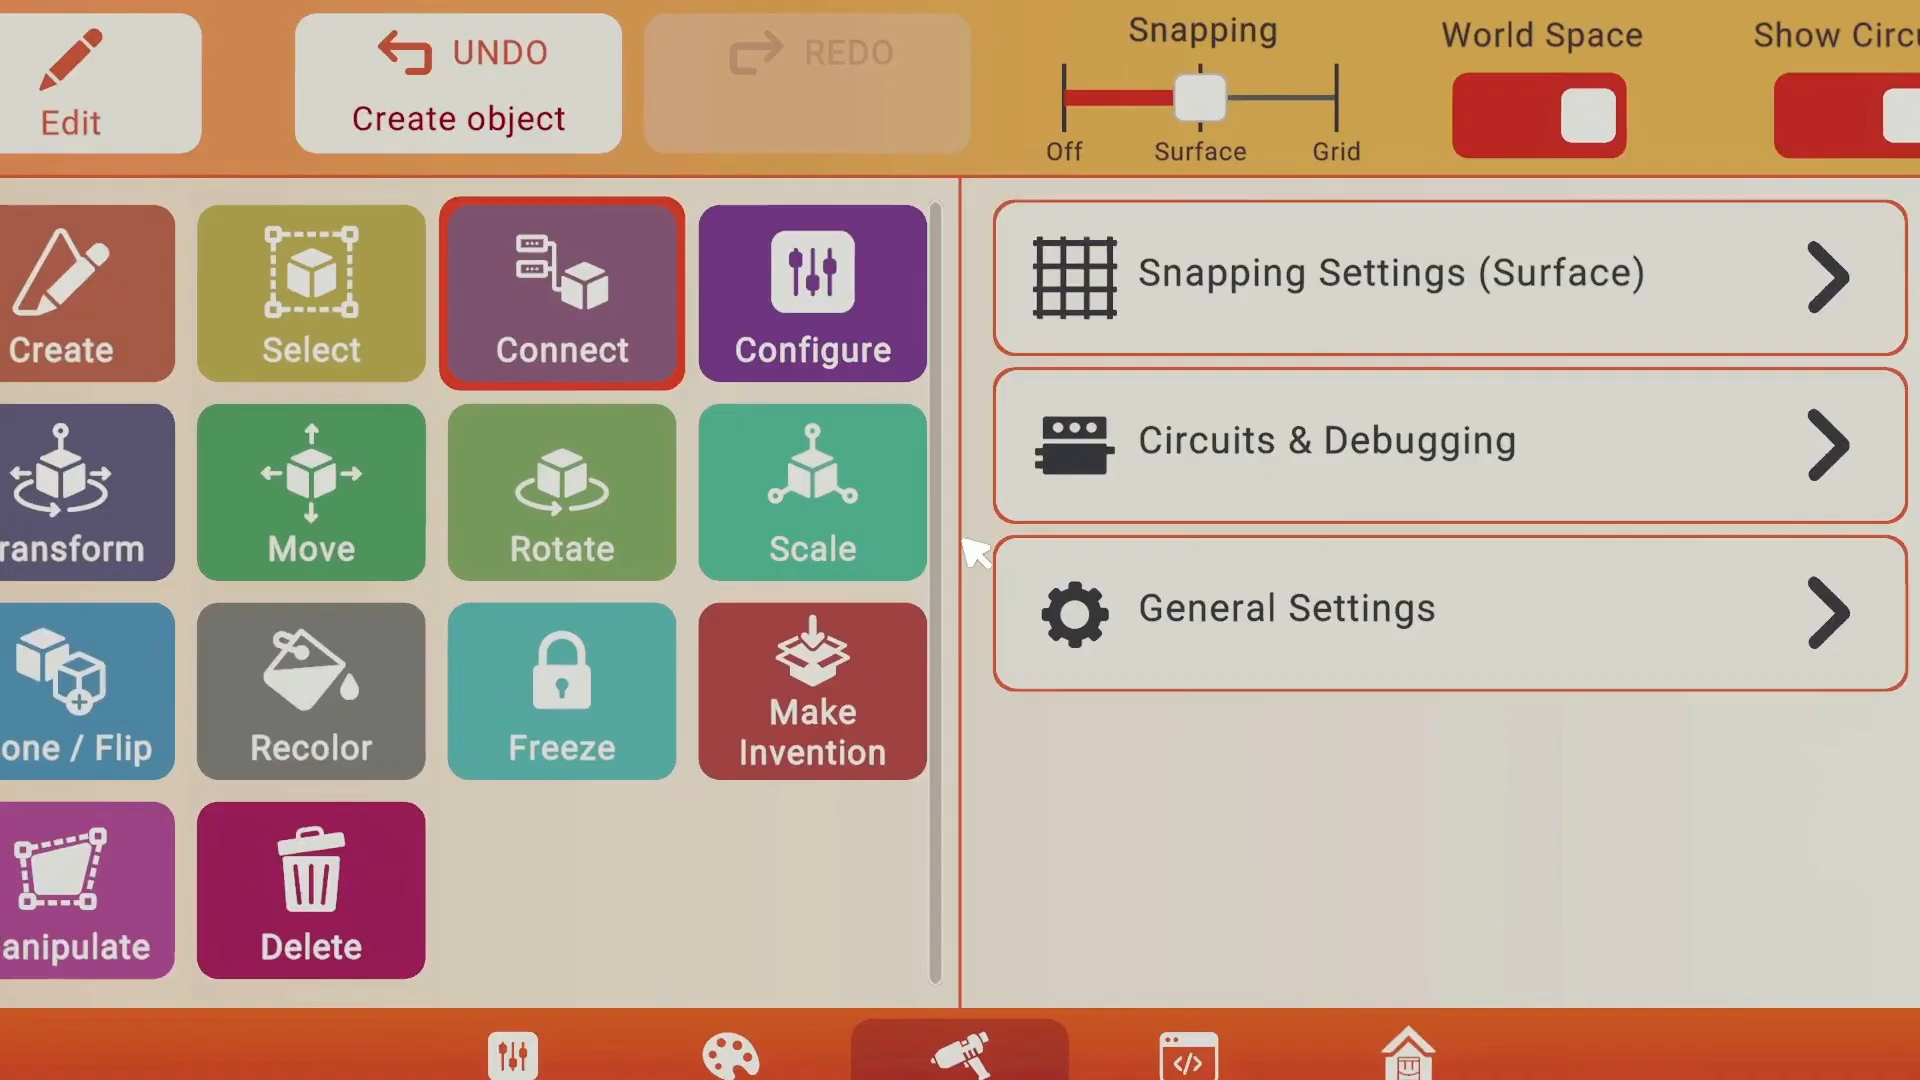 Edit
UNDO
Create object
REDO
Snapping
Off
Surface
Grid
World Space
Show Circu
Create
Select
Connect
Configure
ransform
Move
Rotate
Scale
one / Flip
Recolor
Freeze
Make
Invention
anipulate
Delete
Snapping Settings (Surface)
Circuits & Debugging
General Settings